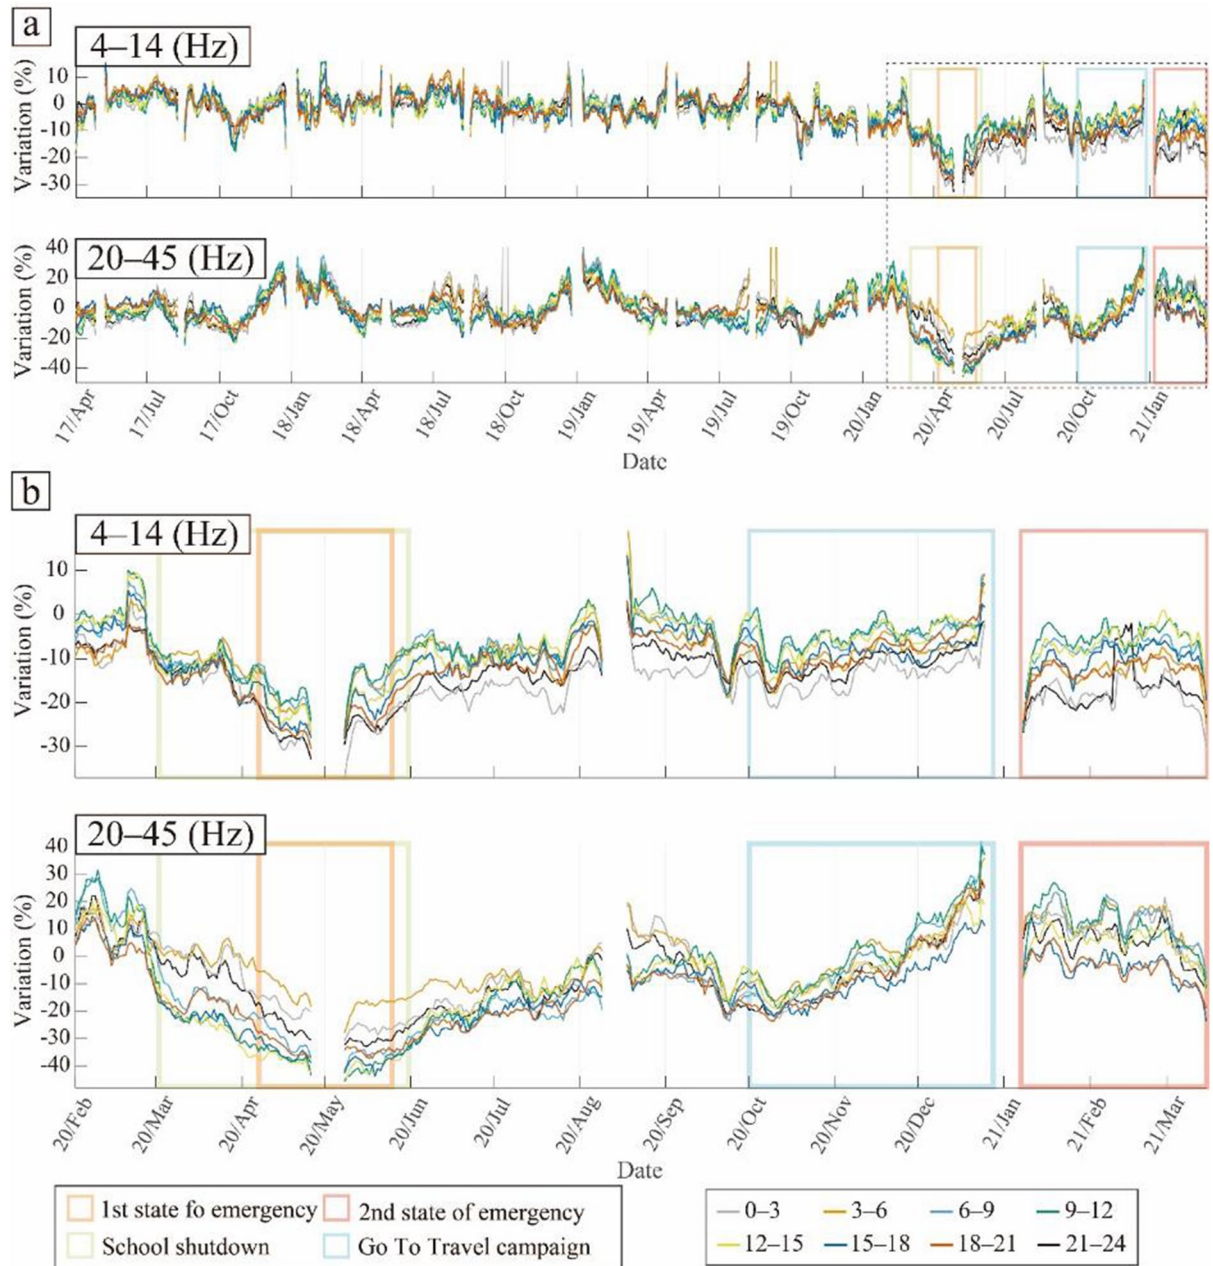 a
4–14 (Hz)
Variation (%)
10
0
-10
-20
-30
20–45 (Hz)
Variation (%)
40
20
0
-20
-40
17/Apr 17/Jul 17/Oct 18/Jan 18/Apr 18/Jul 18/Oct 19/Jan 19/Apr 19/Jul 19/Oct 20/Jan 20/Apr 20/Jul 20/Oct 21/Jan
Date
b
4–14 (Hz)
Variation (%)
10
0
-10
-20
-30
20–45 (Hz)
Variation (%)
40
30
20
10
0
-10
-20
-30
-40
20/Feb 20/Mar 20/Apr 20/May 20/Jun 20/Jul 20/Aug 20/Sep 20/Oct 20/Nov 20/Dec 21/Jan 21/Feb 21/Mar
Date
1st state fo emergency 2nd state of emergency
School shutdown Go To Travel campaign
0–3 3–6 6–9 9–12
12–15 15–18 18–21 21–24